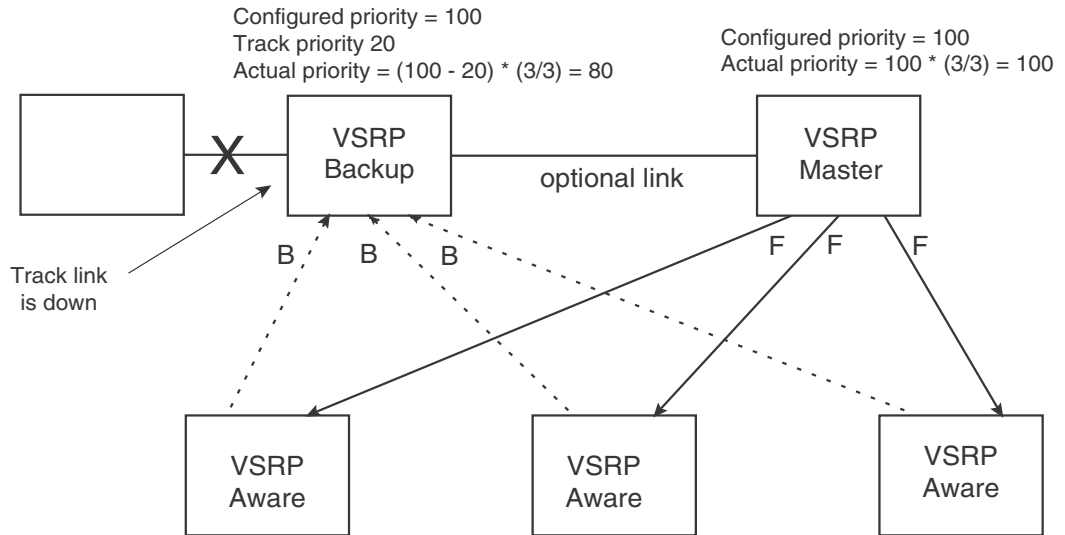 Configured priority = 100
Track priority 20
Actual priority = (100 - 20) * (3/3) = 80
Configured priority = 100
Actual priority = 100 * (3/3) = 100
X
VSRP
Backup
optional link
VSRP
Master
B
B
B
F
F
F
Track link
is down
VSRP
Aware
VSRP
Aware
VSRP
Aware